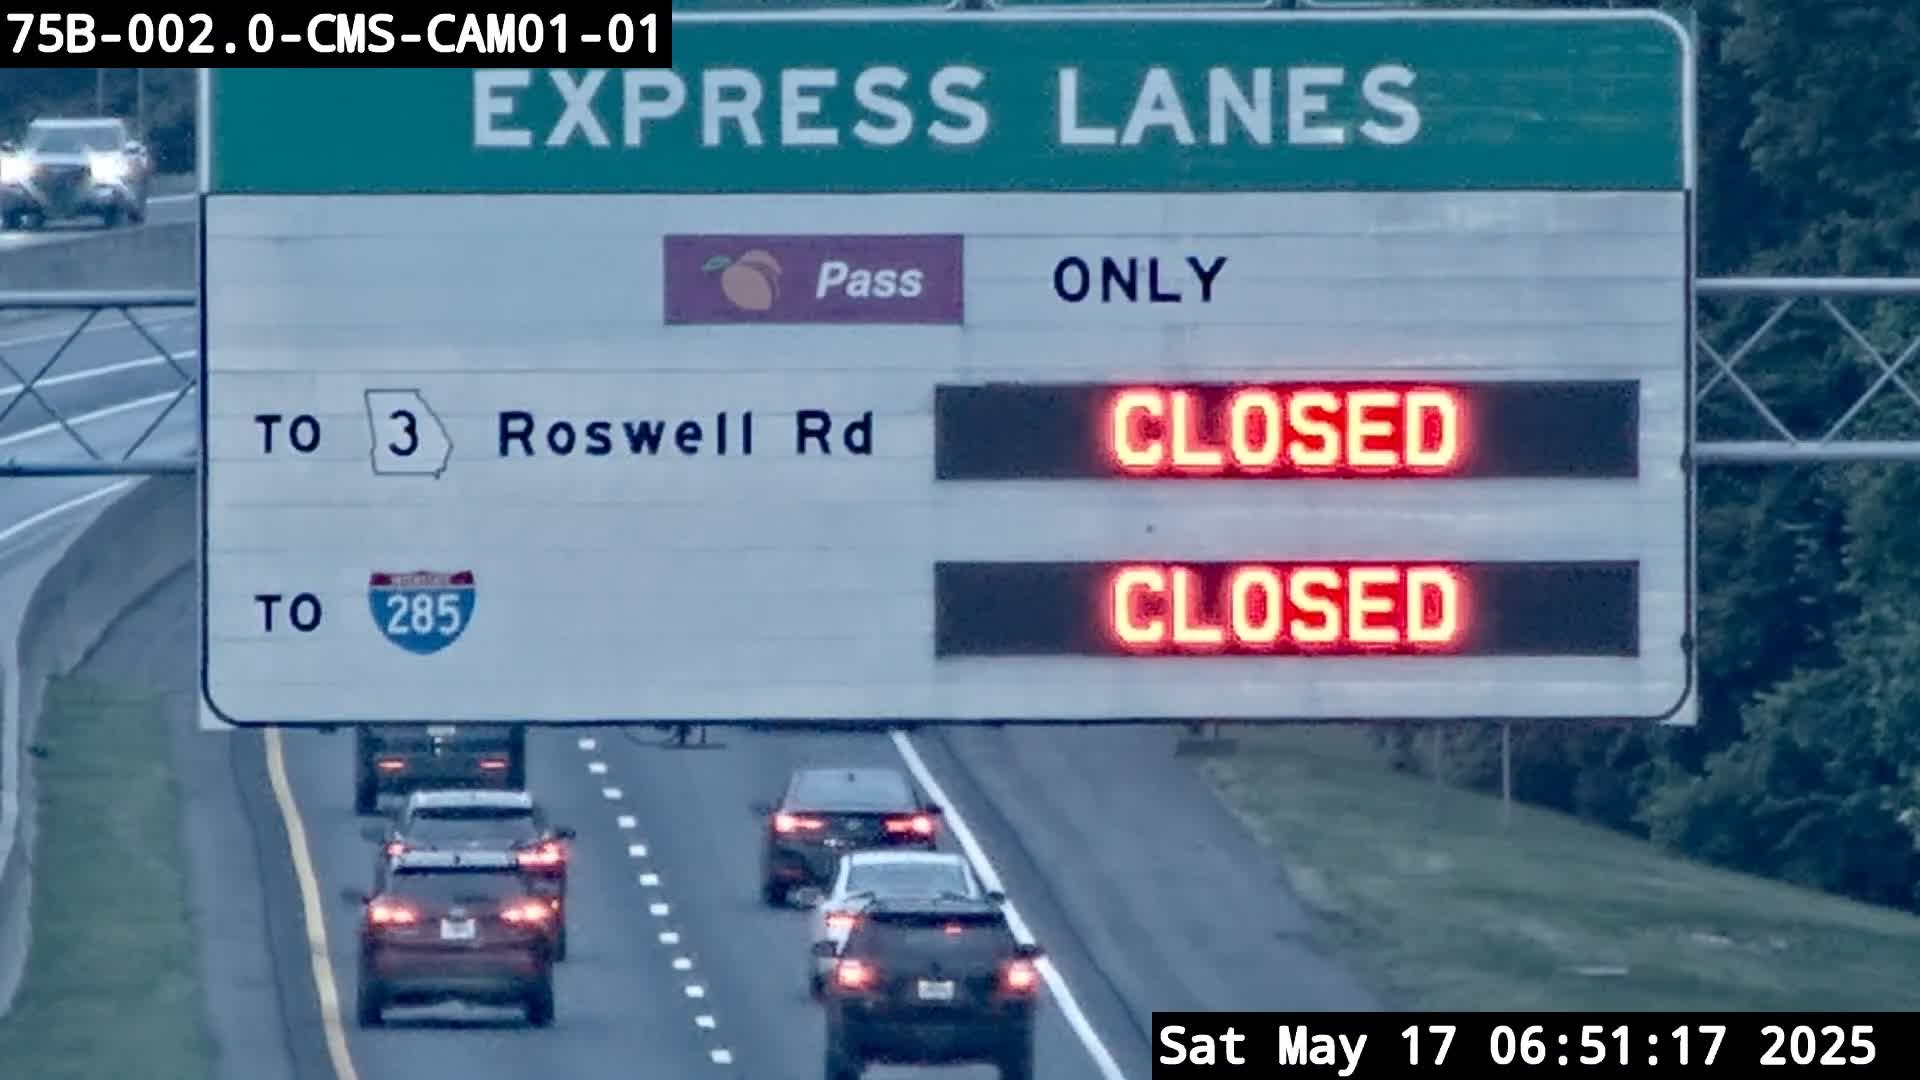 75B-002.0-CMS-CAM01-01
EXPRESS LANES
Pass ONLY
TO 3 Roswell Rd CLOSED
TO 285 CLOSED
Sat May 17 06:51:17 2025